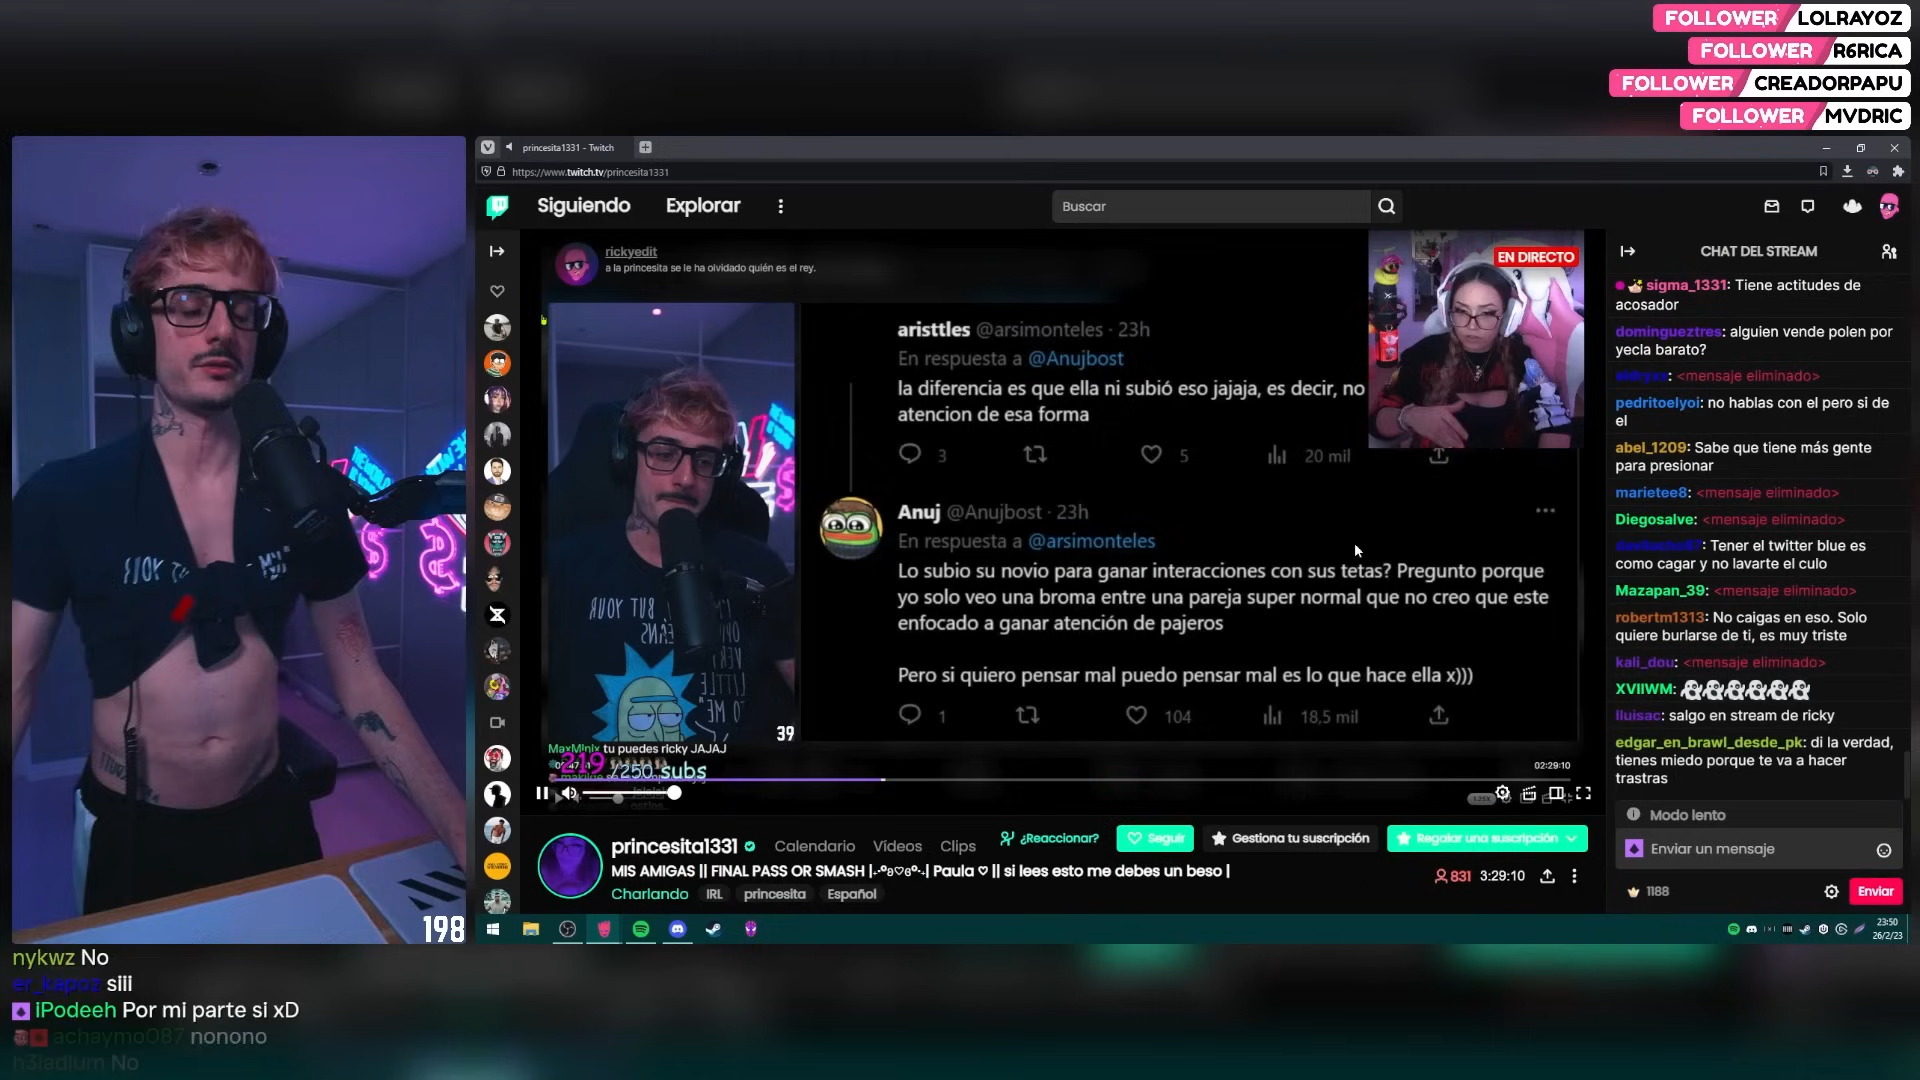 FOLLOWER LOLRAYOZ
FOLLOWER R6RICA
FOLLOWER CREADORPAPU
FOLLOWER MVDRIC
princesita1331 - Twitch
https://www.twitch.tv/princesita1331
Siguiendo Explorar
Buscar
rickyedit
a la princesita se le ha olvidado quién es el rey.
EN DIRECTO
aristtles @arsimonteles · 23h
En respuesta a @Anujbost
la diferencia es que ella ni subió eso jajaja, es decir, no
atencion de esa forma
3 5 20 mil
Anuj @Anujbost · 23h
En respuesta a @arsimonteles
Lo subio su novio para ganar interacciones con sus tetas? Pregunto porque
yo solo veo una broma entre una pareja super normal que no creo que este
enfocado a ganar atención de pajeros
Pero si quiero pensar mal puedo pensar mal es lo que hace ella x)))
1 104 18,5 mil
39
MaxMinix tu puedes ricky JAJAJ
219 /250 subs
02:29:10
princesita1331 Calendario Vídeos Clips
¿Reaccionar? Seguir Gestiona tu suscripción Regalar una suscripción
MIS AMIGAS || FINAL PASS OR SMASH | Paula ♡ || si lees esto me debes un beso |
Charlando IRL princesita Español
831 3:29:10
CHAT DEL STREAM
sigma_1331: Tiene actitudes de
acosador
domingueztres: alguien vende polen por
yecla barato?
<mensaje eliminado>
pedritoelyoi: no hablas con el pero si de
el
abel_1209: Sabe que tiene más gente
para presionar
marietee8: <mensaje eliminado>
Diegosalve: <mensaje eliminado>
Tener el twitter blue es
como cagar y no lavarte el culo
Mazapan_39: <mensaje eliminado>
robertm1313: No caigas en eso. Solo
quiere burlarse de ti, es muy triste
kali_dou: <mensaje eliminado>
XVIIWM:
lluisac: salgo en stream de ricky
edgar_en_brawl_desde_pk: di la verdad,
tienes miedo porque te va a hacer
trastras
Modo lento
Enviar un mensaje
1188
Enviar
23:50
26/2/23
198
nykwz No
er_kapoz siii
iPodeeh Por mi parte si xD
achaymo087 nonono
h3ladium No